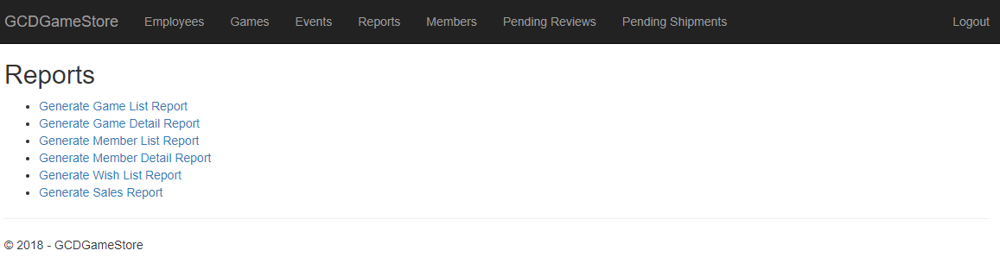 GCDGameStore Employees Games Events Reports Members Pending Reviews Pending Shipments Logout
Reports
Generate Game List Report
Generate Game Detail Report
Generate Member List Report
Generate Member Detail Report
Generate Wish List Report
Generate Sales Report
© 2018 - GCDGameStore